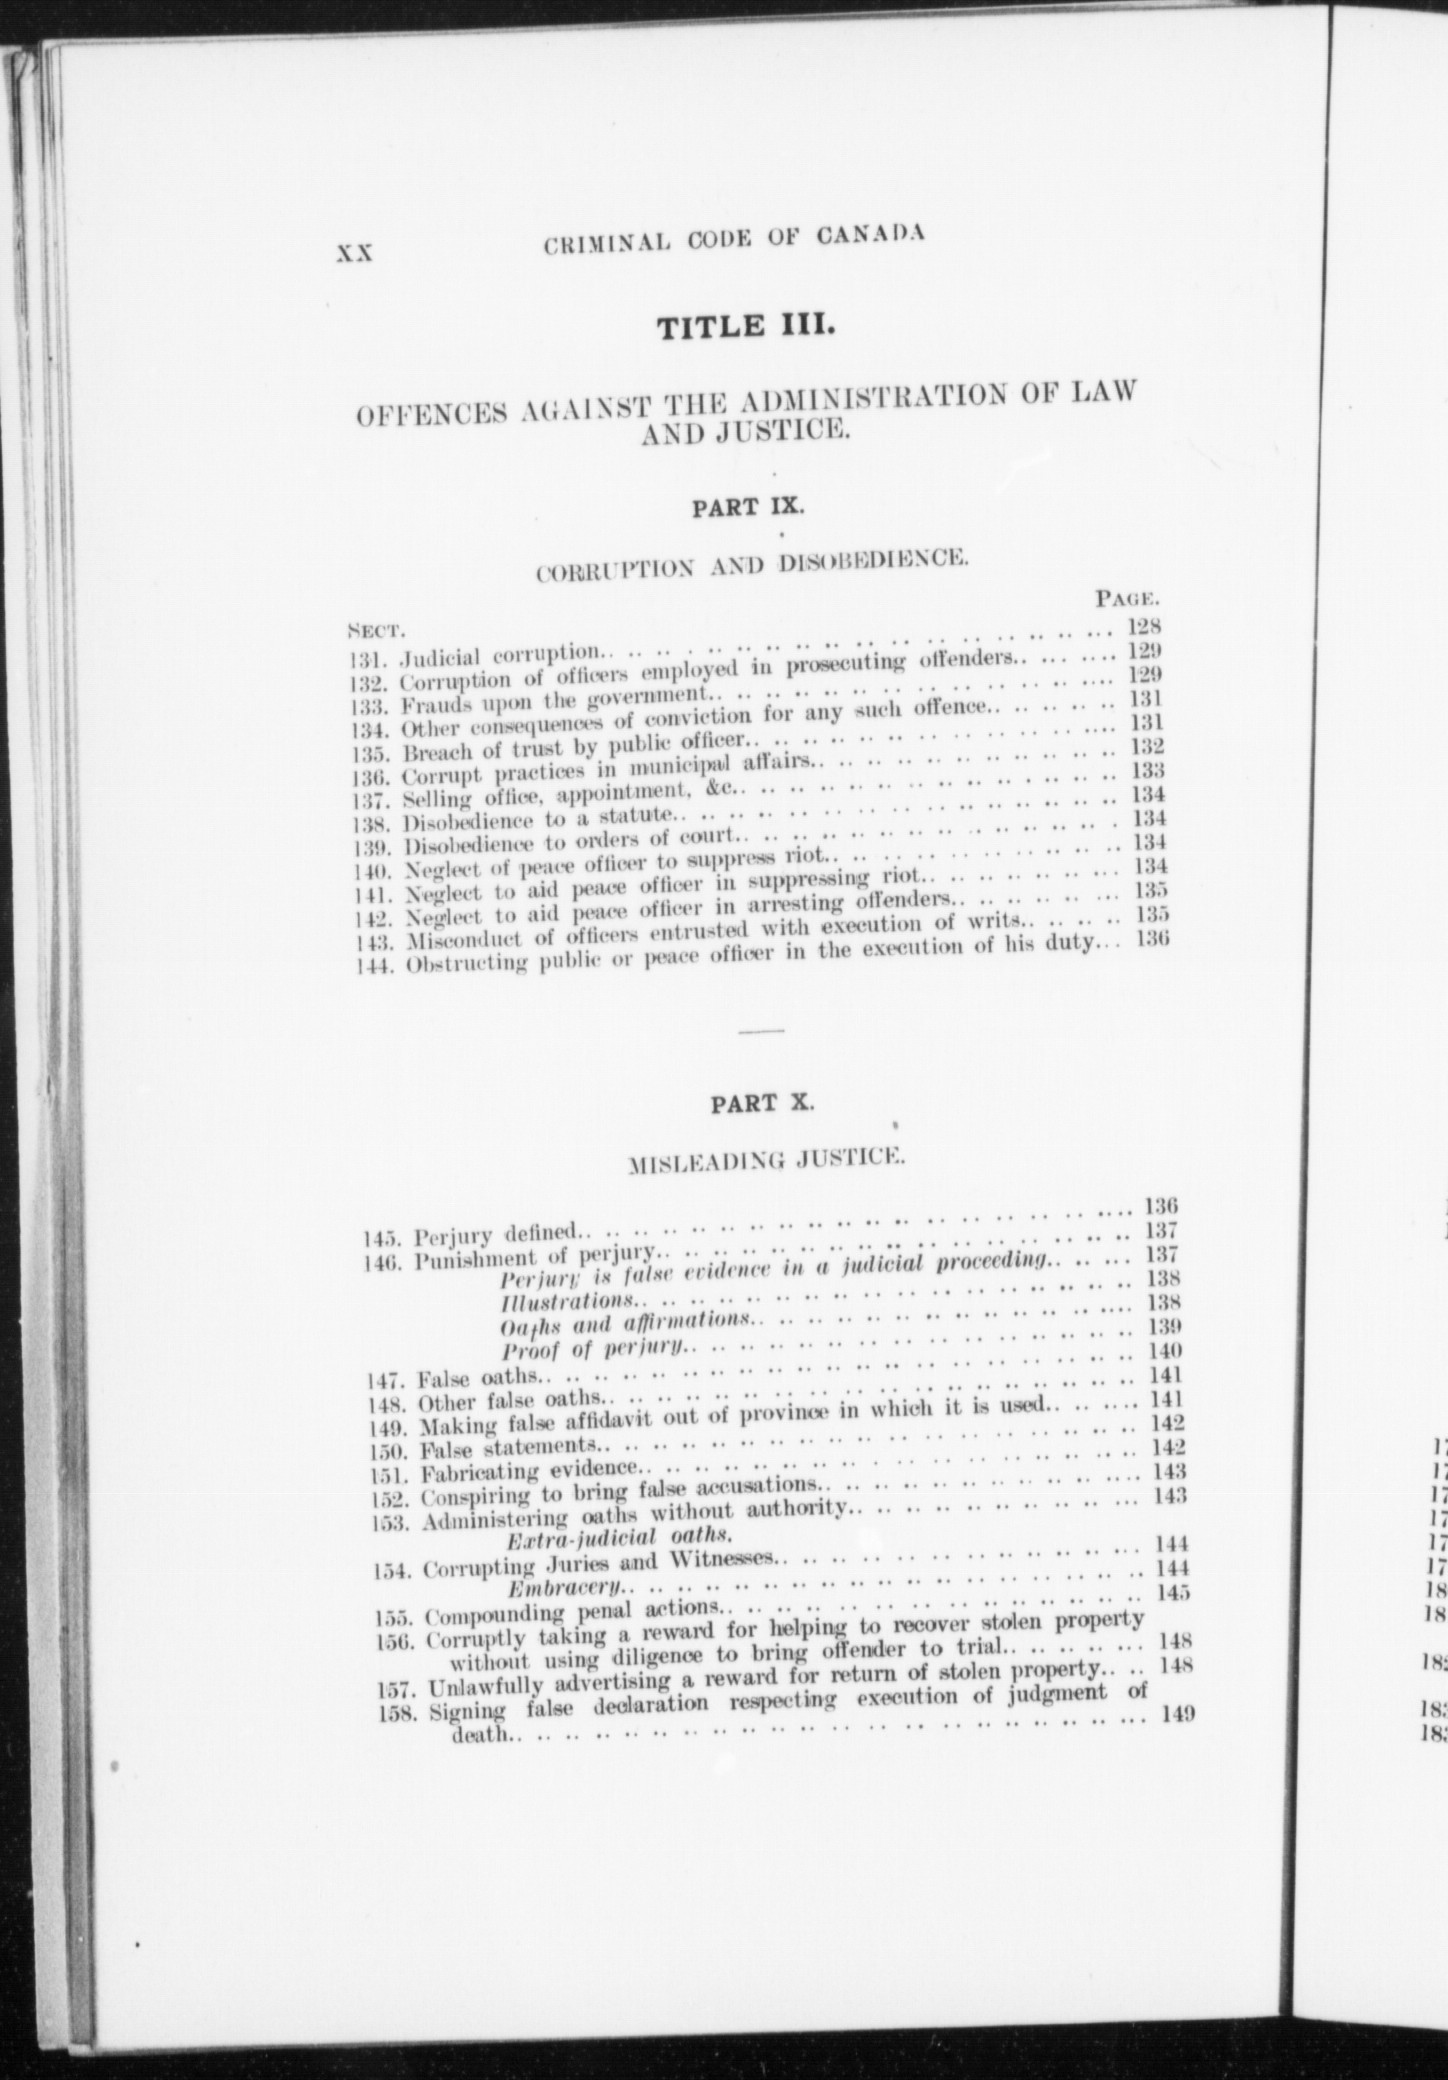 XX CRIMINAL CODE OF CANADA
TITLE III.
OFFENCES AGAINST THE ADMINISTRATION OF LAW
AND JUSTICE.
PART IX.
CORRUPTION AND DISOBEDIENCE.
SECT. PAGE.
131. Judicial corruption.. 128
132. Corruption of officers employed in prosecuting offenders.. 129
133. Frauds upon the government.. 129
134. Other consequences of conviction for any such offence.. 131
135. Breach of trust by public officer.. 131
136. Corrupt practices in municipal affairs.. 132
137. Selling office, appointment, &c.. 133
138. Disobedience to a statute.. 134
139. Disobedience to orders of court.. 134
140. Neglect of peace officer to suppress riot.. 134
141. Neglect to aid peace officer in suppressing riot.. 134
142. Neglect to aid peace officer in arresting offenders.. 135
143. Misconduct of officers entrusted with execution of writs.. 135
144. Obstructing public or peace officer in the execution of his duty... 136
PART X.
MISLEADING JUSTICE.
145. Perjury defined.. 136
146. Punishment of perjury.. 137
Perjury is false evidence in a judicial proceeding.. 137
Illustrations.. 138
Oaths and affirmations.. 138
Proof of perjury.. 139
147. False oaths.. 140
148. Other false oaths.. 141
149. Making false affidavit out of province in which it is used.. 141
150. False statements.. 142
151. Fabricating evidence.. 142
152. Conspiring to bring false accusations.. 143
153. Administering oaths without authority.. 143
Extra-judicial oaths.
154. Corrupting Juries and Witnesses.. 144
Embracery.. 144
155. Compounding penal actions.. 145
156. Corruptly taking a reward for helping to recover stolen property
without using diligence to bring offender to trial.. 148
157. Unlawfully advertising a reward for return of stolen property.. 148
158. Signing false declaration respecting execution of judgment of
death.. 149